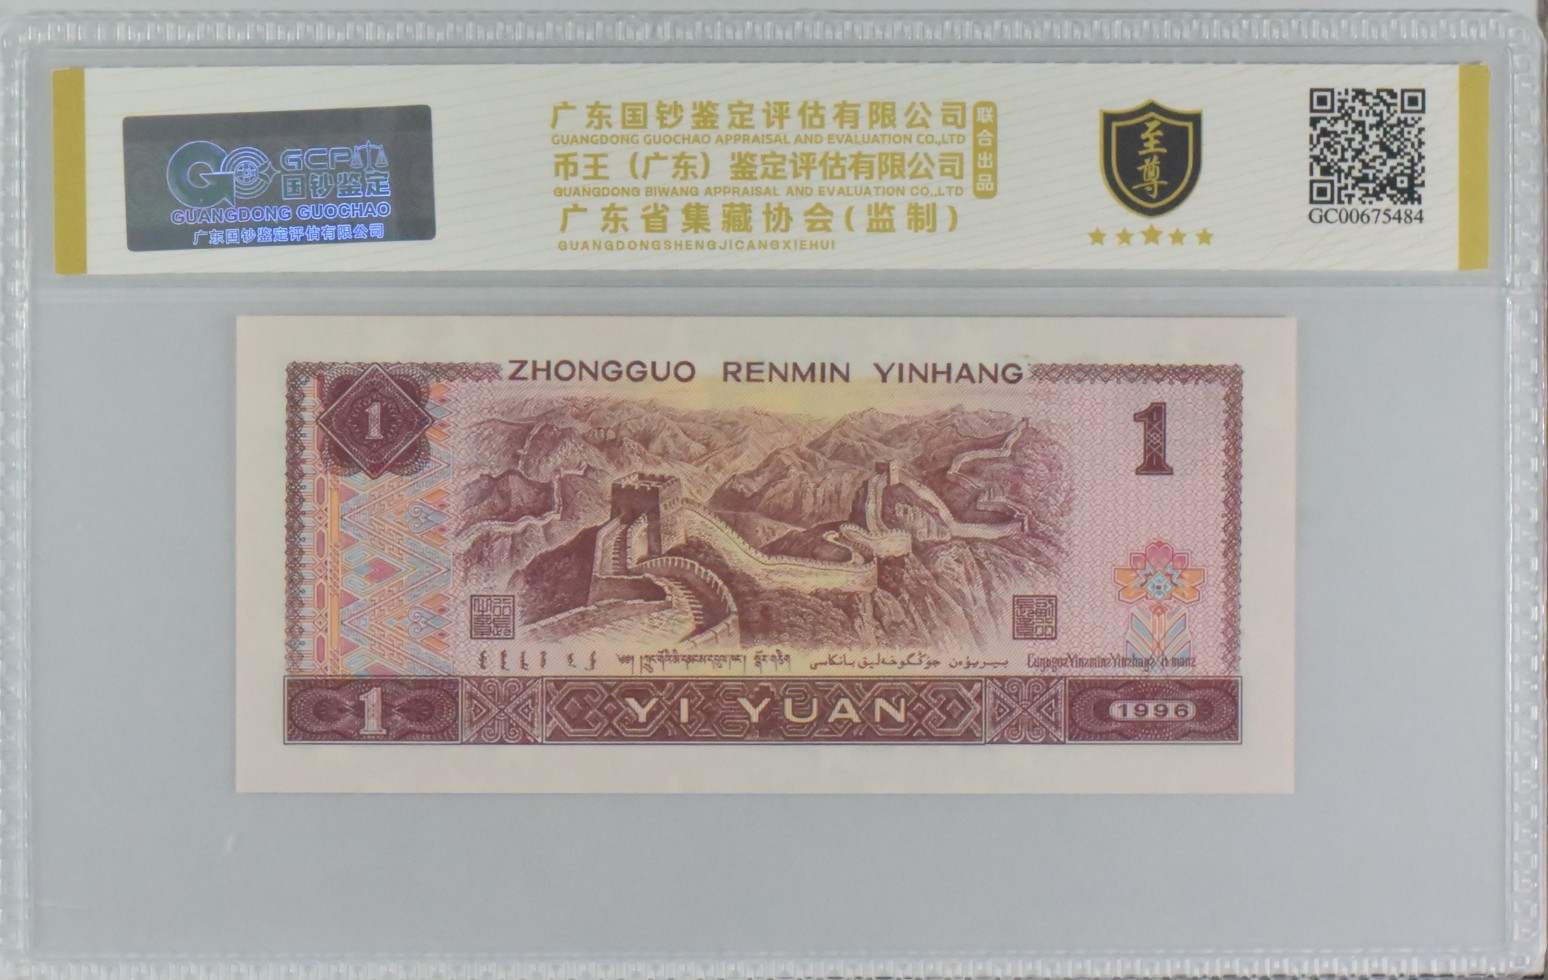 GCP
国钞鉴定
GUANGDONG GUOCHAO
广东国钞鉴定评估有限公司
广东国钞鉴定评估有限公司
GUANGDONG GUOCHAO APPRAISAL AND EVALUATION CO.,LTD
币王（广东）鉴定评估有限公司
GUANGDONG BIWANG APPRAISAL AND EVALUATION CO.,LTD
广东省集藏协会(监制)
GUANGDONGSHENGJICANGXIEHUI
联合出品
至尊
GC00675484
ZHONGGUO RENMIN YINHANG
1
1
جۇڭگوخەلىق بانكاسى
1
YI YUAN
1996